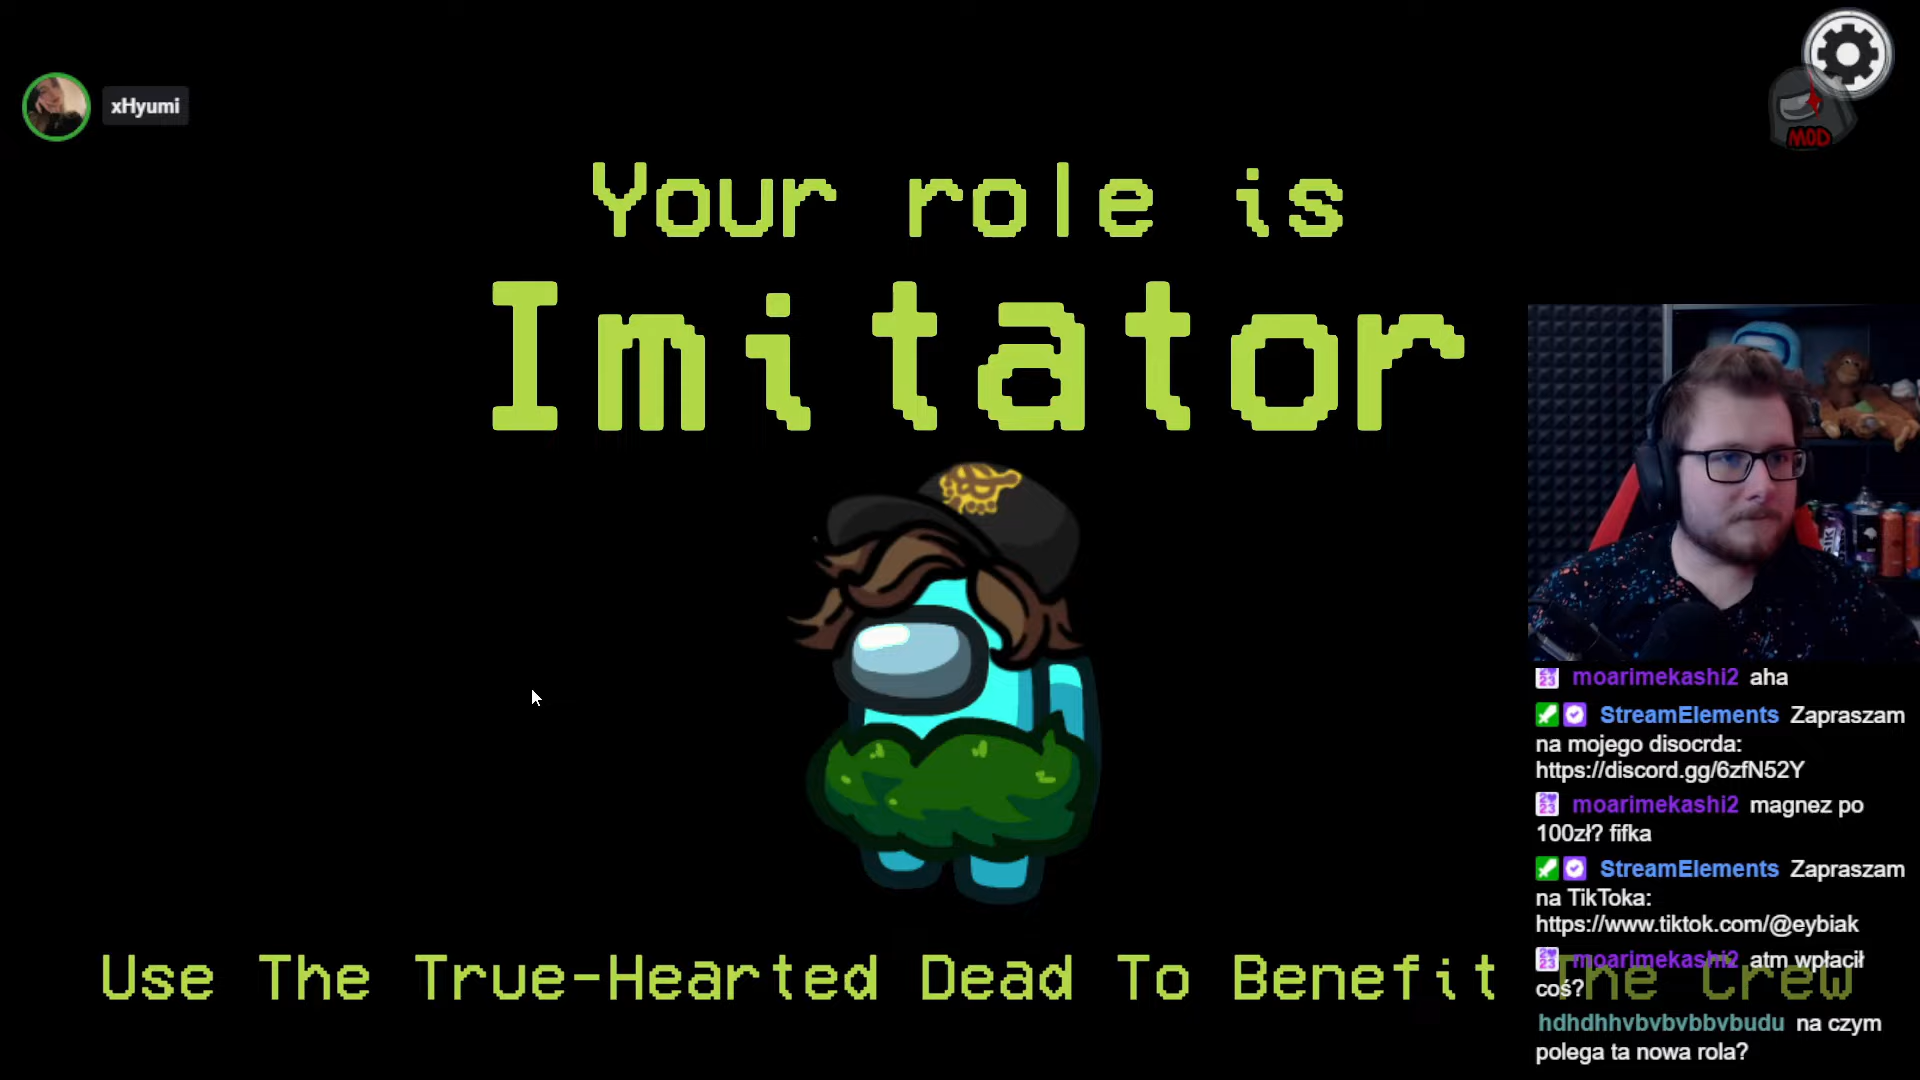 xHyumi
MOD
Your role is
Imitator
Use The True-Hearted Dead To Benefit The Crew
moarimekashi2 aha
StreamElements Zapraszam
na mojego disocrda:
https://discord.gg/6zfN52Y
moarimekashi2 magnez po
100zł? fifka
StreamElements Zapraszam
na TikToka:
https://www.tiktok.com/@eybiak
moarimekashi2 atm wpłacił
coś?
hdhdhhvbvbvbbvbudu na czym
polega ta nowa rola?